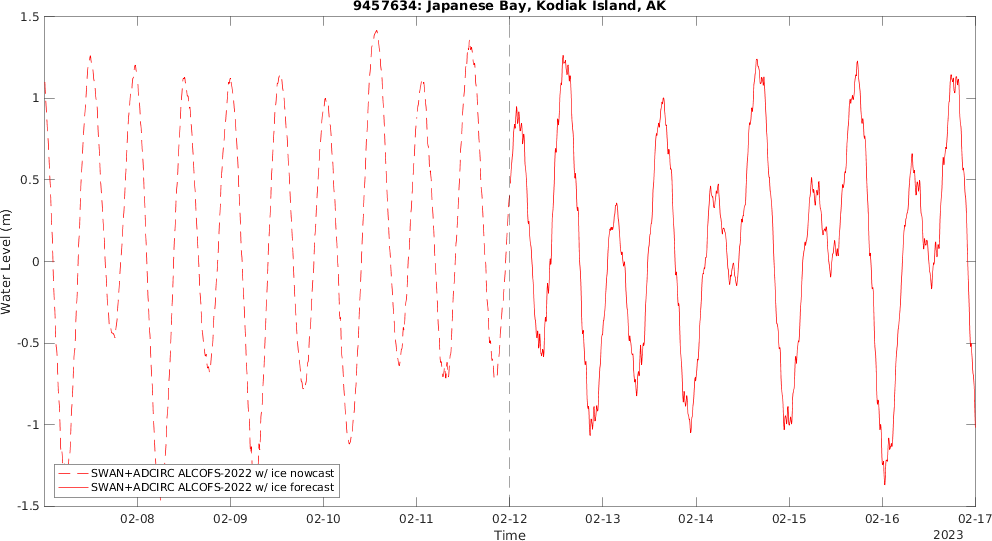 9457634: Japanese Bay, Kodiak Island, AK
1.5
1
0.5
0
-0.5
-1
-1.5
Water Level (m)
SWAN+ADCIRC ALCOFS-2022 w/ ice nowcast
SWAN+ADCIRC ALCOFS-2022 w/ ice forecast
02-08 02-09 02-10 02-11 02-12 02-13 02-14 02-15 02-16 02-17
Time
2023